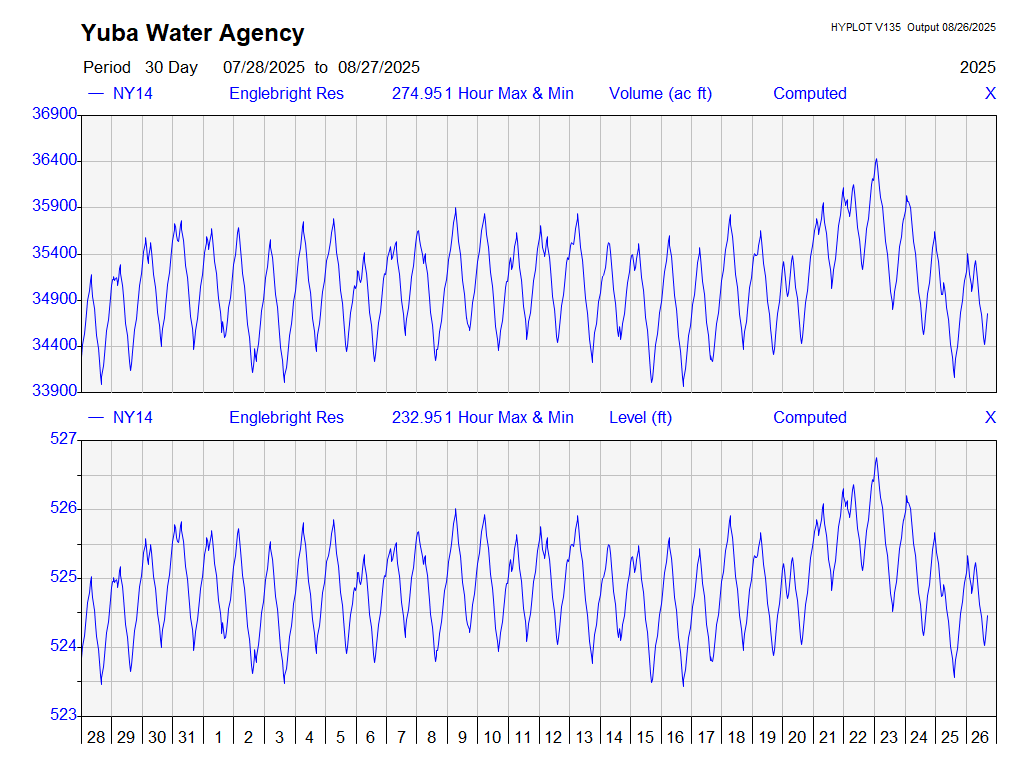 Yuba Water Agency
HYPLOT V135 Output 08/26/2025
Period 30 Day 07/28/2025 to 08/27/2025
2025
NY14 Englebright Res 274.951 Hour Max & Min Volume (ac ft) Computed X
36900
36400
35900
35400
34900
34400
33900
NY14 Englebright Res 232.951 Hour Max & Min Level (ft) Computed X
527
526
525
524
523
28 29 30 31 1 2 3 4 5 6 7 8 9 10 11 12 13 14 15 16 17 18 19 20 21 22 23 24 25 26